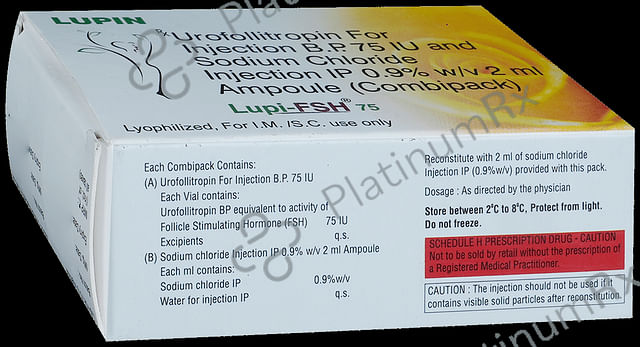 LUPIN
Rx Urofollitropin For
Injection B.P. 75 IU and
Sodium Chloride
Injection IP 0.9% w/v 2 ml
Ampoule (Combipack)
Lupi-FSH® 75
Lyophilized, For I.M. /S.C. use only
Each Combipack Contains:
(A) Urofollitropin For Injection B.P. 75 IU
Each Vial contains:
Urofollitropin BP equivalent to activity of
Follicle Stimulating Hormone (FSH) 75 IU
Excipients q.s.
(B) Sodium chloride Injection IP 0.9% w/v 2 ml Ampoule
Each ml contains:
Sodium chloride IP 0.9%w/v
Water for injection IP q.s.
Reconstitute with 2 ml of sodium chloride
Injection IP (0.9%w/v) provided with this pack.
Dosage : As directed by the physician
Store between 2°C to 8°C, Protect from light.
Do not freeze.
SCHEDULE H PRESCRIPTION DRUG - CAUTION
Not to be sold by retail without the prescription of
a Registered Medical Practitioner.
CAUTION : The injection should not be used if it
contains visible solid particles after reconstitution.
PlatinumRx
PlatinumRx